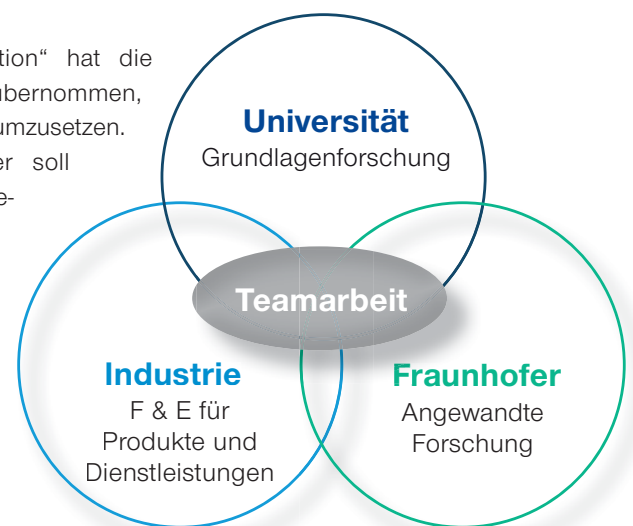 tion“ hat die
übernommen,
umzusetzen.
er soll
e-
Universität
Grundlagenforschung
Teamarbeit
Industrie
F & E für
Produkte und
Dienstleistungen
Fraunhofer
Angewandte
Forschung